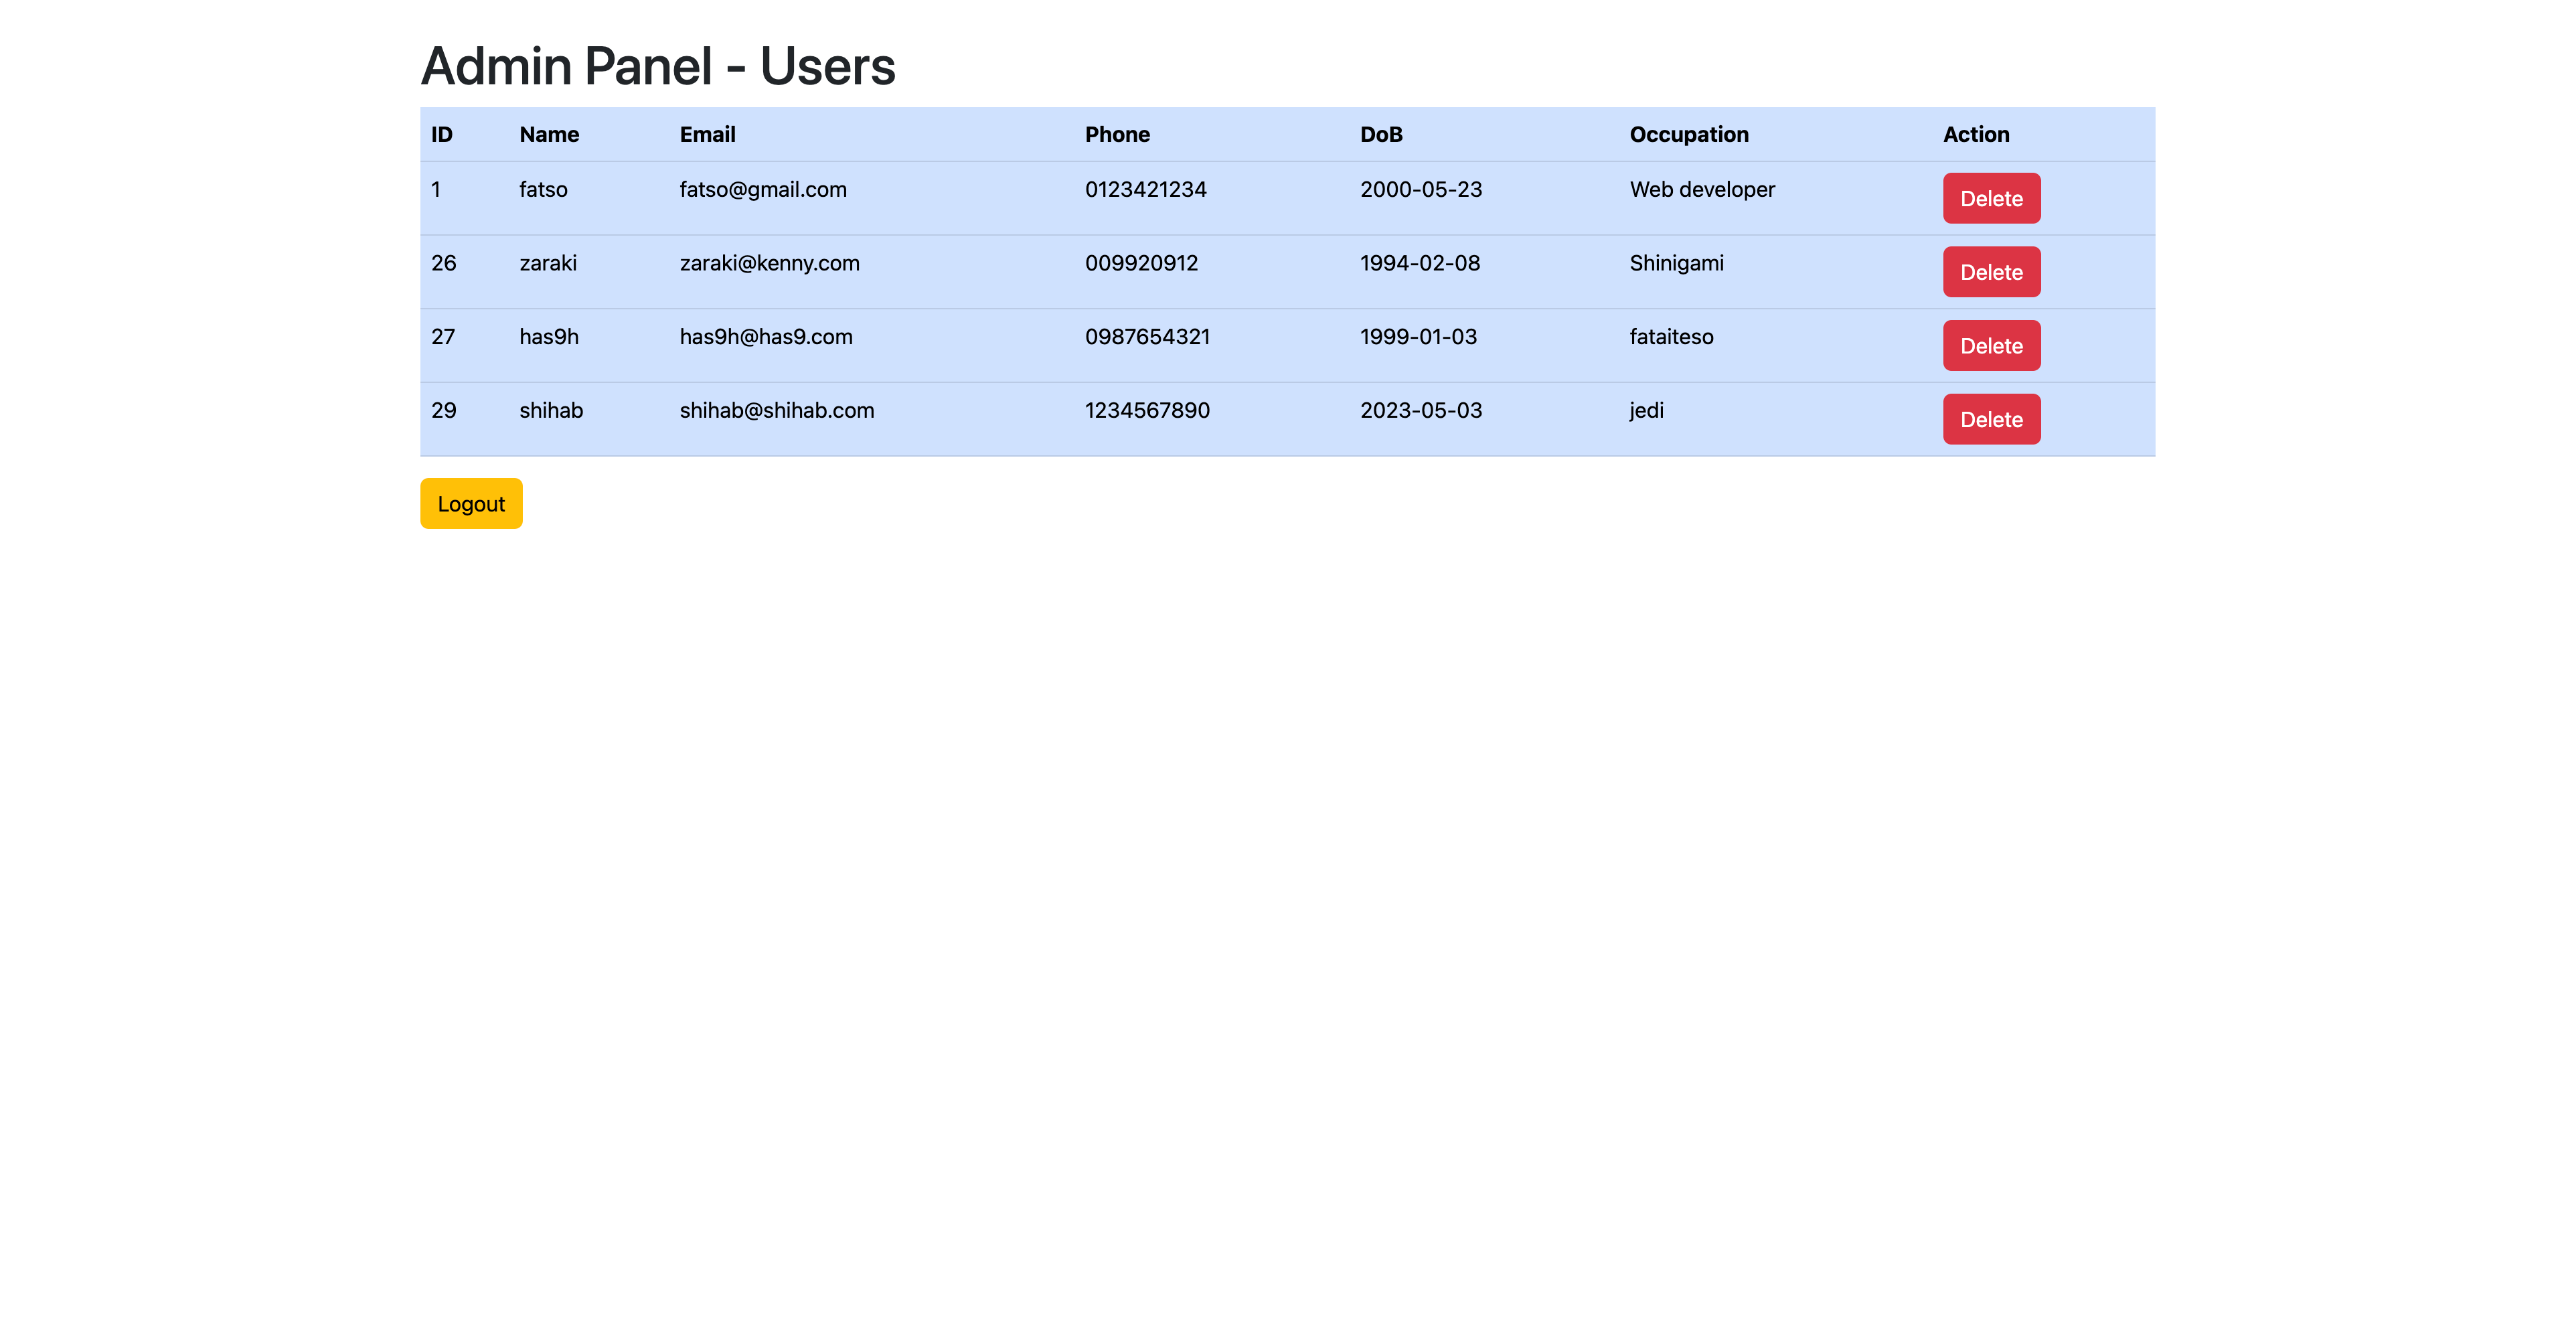 Admin Panel - Users
ID Name Email Phone DoB Occupation Action
1 fatso fatso@gmail.com 0123421234 2000-05-23 Web developer Delete
26 zaraki zaraki@kenny.com 009920912 1994-02-08 Shinigami Delete
27 has9h has9h@has9.com 0987654321 1999-01-03 fataiteso Delete
29 shihab shihab@shihab.com 1234567890 2023-05-03 jedi Delete
Logout